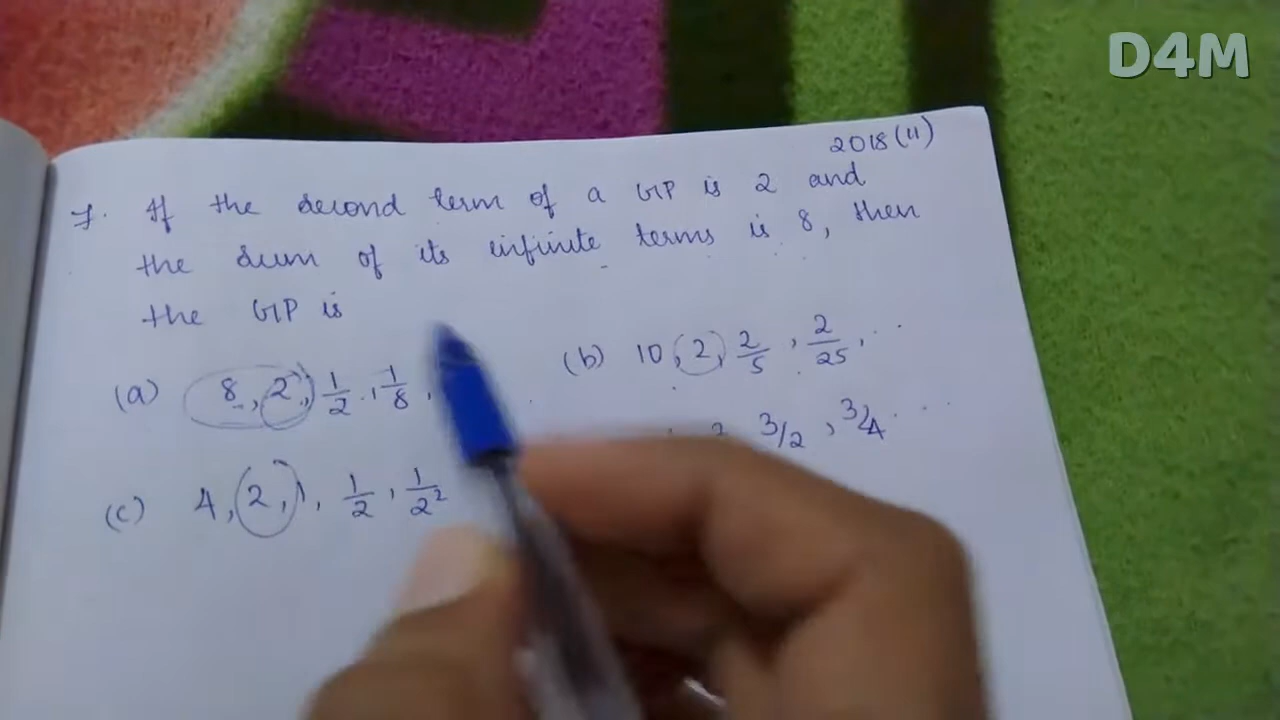 D4M
2018 (11)
7. If the second term of a GP is 2 and
the sum of its infinite terms is 8, then
the GP is
(a) 8, 2, 1/2, 1/8,
(b) 10, 2, 2/5, 2/25, ...
(c) 4, 2, 1, 1/2, 1/2²
3/2, 3/4 ...